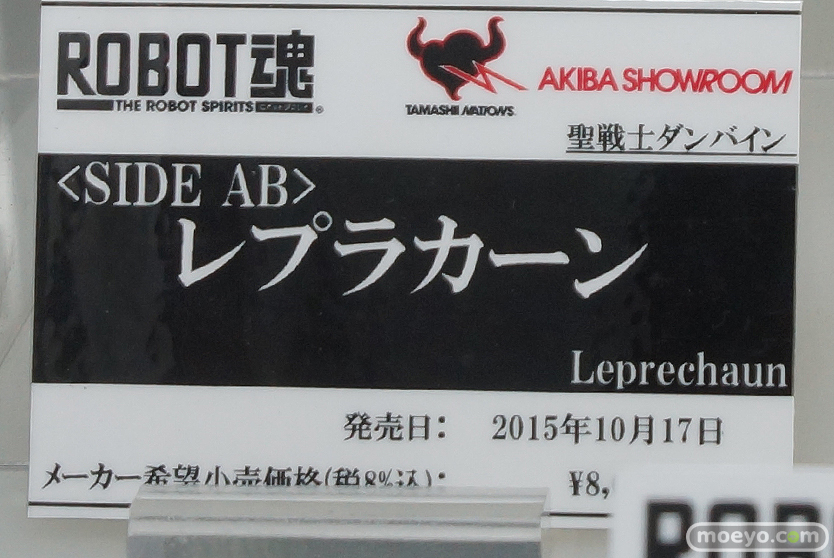 ROBOT魂
THE ROBOT SPIRITS
TAMASHII NATIONS
AKIBA SHOWROOM
聖戦士ダンバイン
<SIDE AB>
レプラカーン
Leprechaun
発売日: 2015年10月17日
メーカー希望小売価格(税8%込): ¥8,
moeyo.com